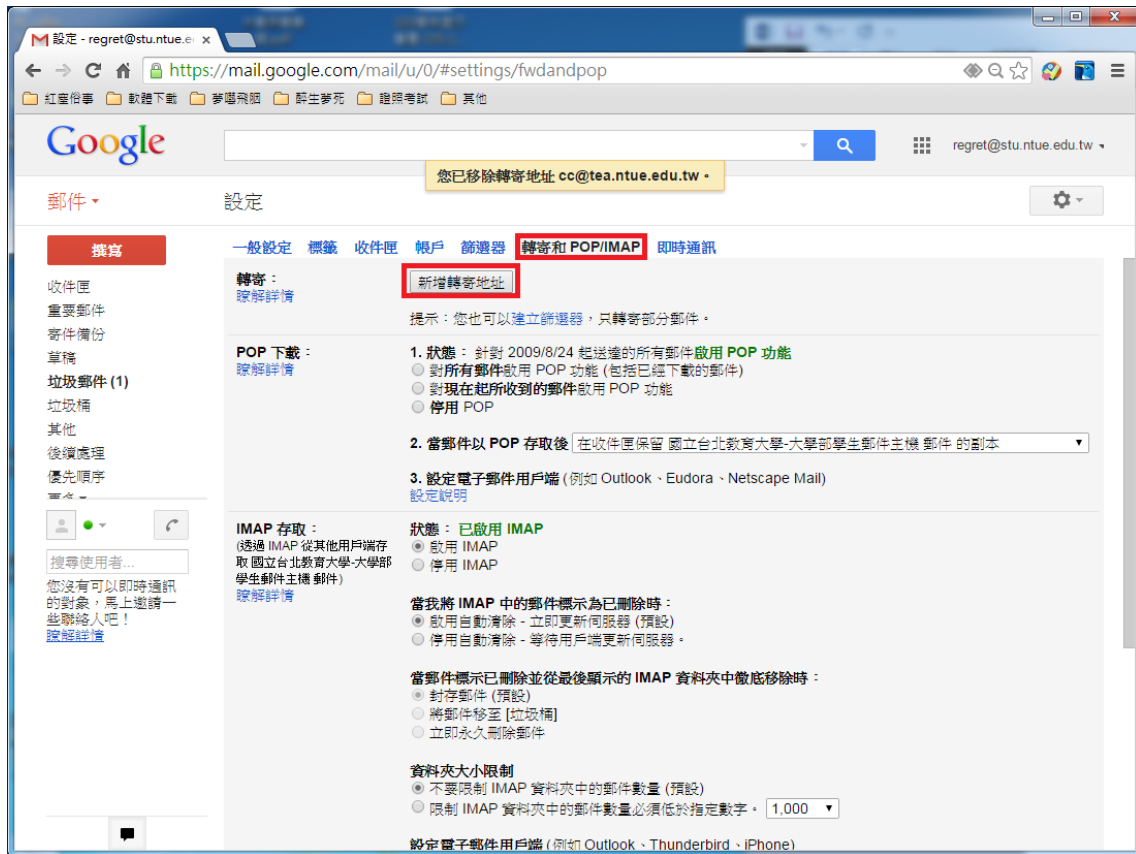 設定 - regret@stu.ntue.e
https://mail.google.com/mail/u/0/#settings/fwdandpop
紅塵俗事 軟體下載 夢囈飛胭 醉生夢死 證照考試 其他
Google
regret@stu.ntue.edu.tw
您已移除轉寄地址 cc@tea.ntue.edu.tw。
郵件
設定
撰寫
一般設定 標籤 收件匣 帳戶 篩選器 轉寄和 POP/IMAP 即時通訊
收件匣
重要郵件
寄件備份
草稿
垃圾郵件 (1)
垃圾桶
其他
後續處理
優先順序
更多
搜尋使用者...
您沒有可以即時通訊
的對象，馬上邀請一
些聯絡人吧！
瞭解詳情
轉寄：
瞭解詳情
新增轉寄地址
提示：您也可以建立篩選器，只轉寄部分郵件。
POP 下載：
瞭解詳情
1. 狀態： 針對 2009/8/24 起送達的所有郵件啟用 POP 功能
對所有郵件啟用 POP 功能 (包括已經下載的郵件)
對現在起所收到的郵件啟用 POP 功能
停用 POP
2. 當郵件以 POP 存取後 在收件匣保留 國立台北教育大學-大學部學生郵件主機 郵件 的副本
3. 設定電子郵件用戶端 (例如 Outlook、Eudora、Netscape Mail)
設定說明
IMAP 存取：
(透過 IMAP 從其他用戶端存
取 國立台北教育大學-大學部
學生郵件主機 郵件)
瞭解詳情
狀態： 已啟用 IMAP
啟用 IMAP
停用 IMAP
當我將 IMAP 中的郵件標示為已刪除時：
啟用自動清除 - 立即更新伺服器 (預設)
停用自動清除 - 等待用戶端更新伺服器。
當郵件標示已刪除並從最後顯示的 IMAP 資料夾中徹底移除時：
封存郵件 (預設)
將郵件移至 [垃圾桶]
立即永久刪除郵件
資料夾大小限制
不要限制 IMAP 資料夾中的郵件數量 (預設)
限制 IMAP 資料夾中的郵件數量必須低於指定數字。 1,000
設定電子郵件用戶端 (例如 Outlook、Thunderbird、iPhone)